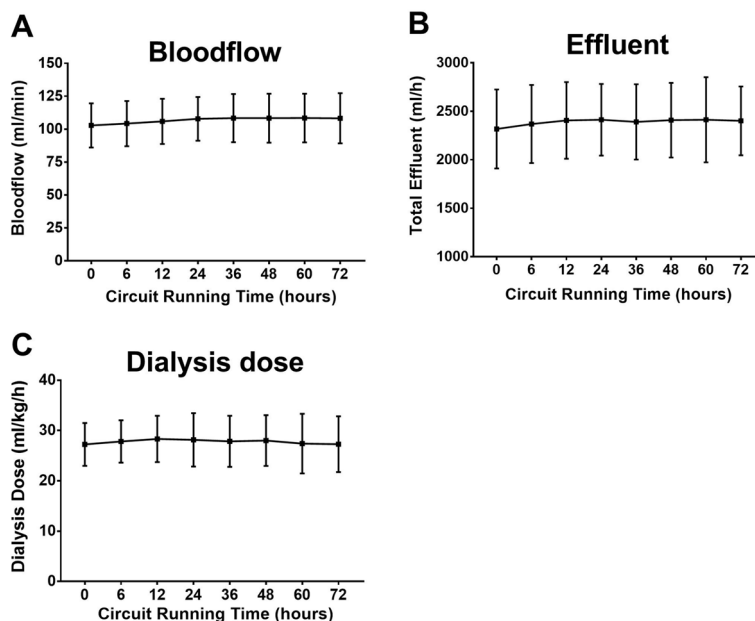 A
Bloodflow
Bloodflow (ml/min)
150
125
100
75
50
25
0
0 6 12 24 36 48 60 72
Circuit Running Time (hours)
B
Effluent
Total Effluent (ml/h)
3000
2500
2000
1000
0 6 12 24 36 48 60 72
Circuit Running Time (hours)
C
Dialysis dose
Dialysis Dose (ml/kg/h)
40
30
20
10
0
0 6 12 24 36 48 60 72
Circuit Running Time (hours)